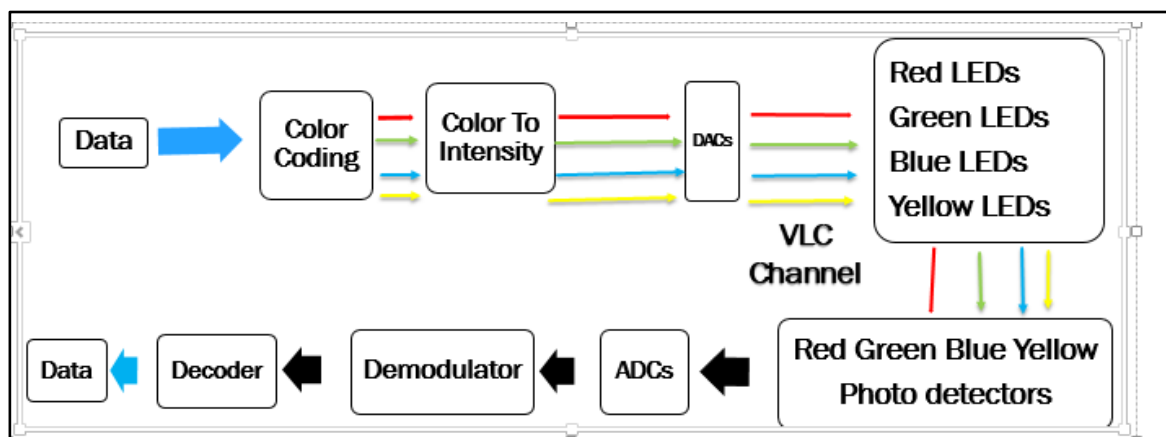 Data
Color
Coding
Color To
Intensity
DACs
Red LEDs
Green LEDs
Blue LEDs
Yellow LEDs
VLC
Channel
Data
Decoder
Demodulator
ADCs
Red Green Blue Yellow
Photo detectors